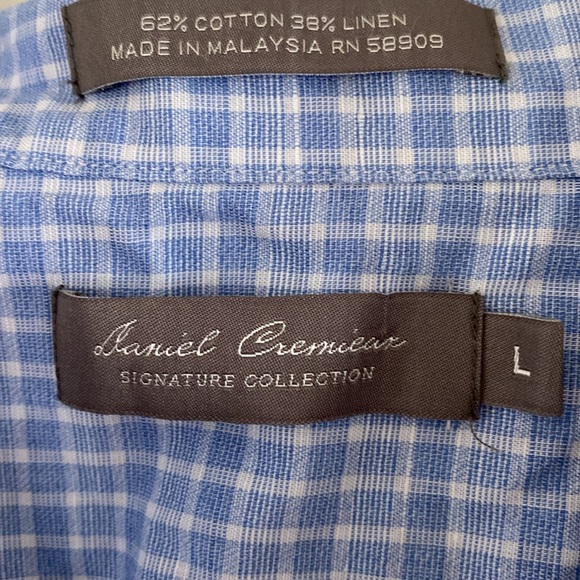 62% COTTON 38% LINEN
MADE IN MALAYSIA RN 58909
Daniel Cremieux
SIGNATURE COLLECTION
L